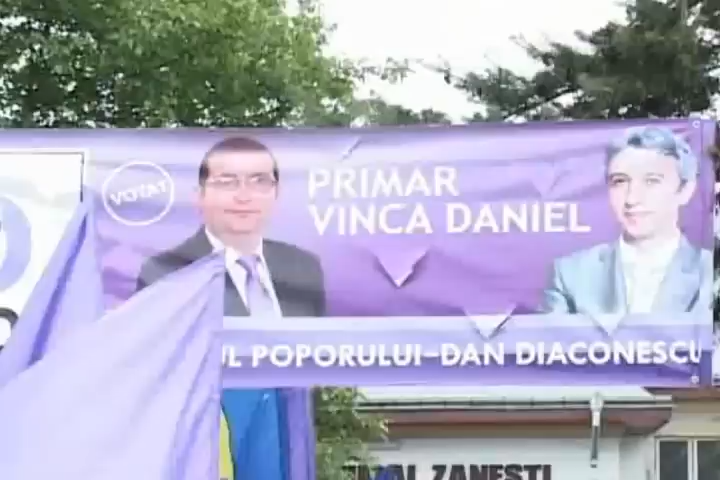 VOTAT
PRIMAR
VINCA DANIEL
UL POPORULUI-DAN DIACONESCU
ZANESTI